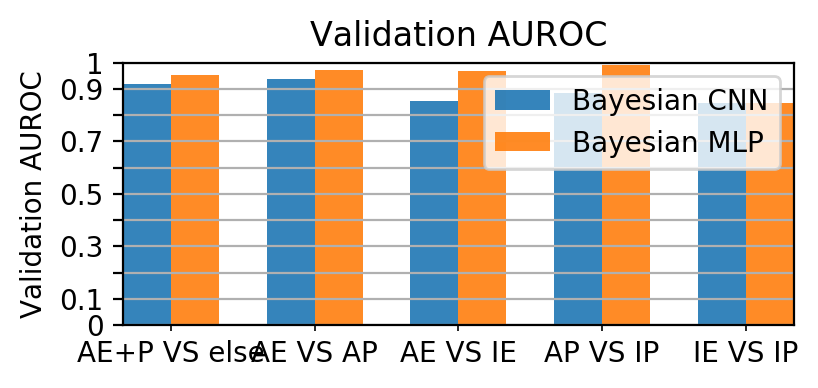 Validation AUROC
Validation AUROC
1
0.9
0.7
0.5
0.3
0.1
0
Bayesian CNN
Bayesian MLP
AE+P VS else
AE VS AP
AE VS IE
AP VS IP
IE VS IP